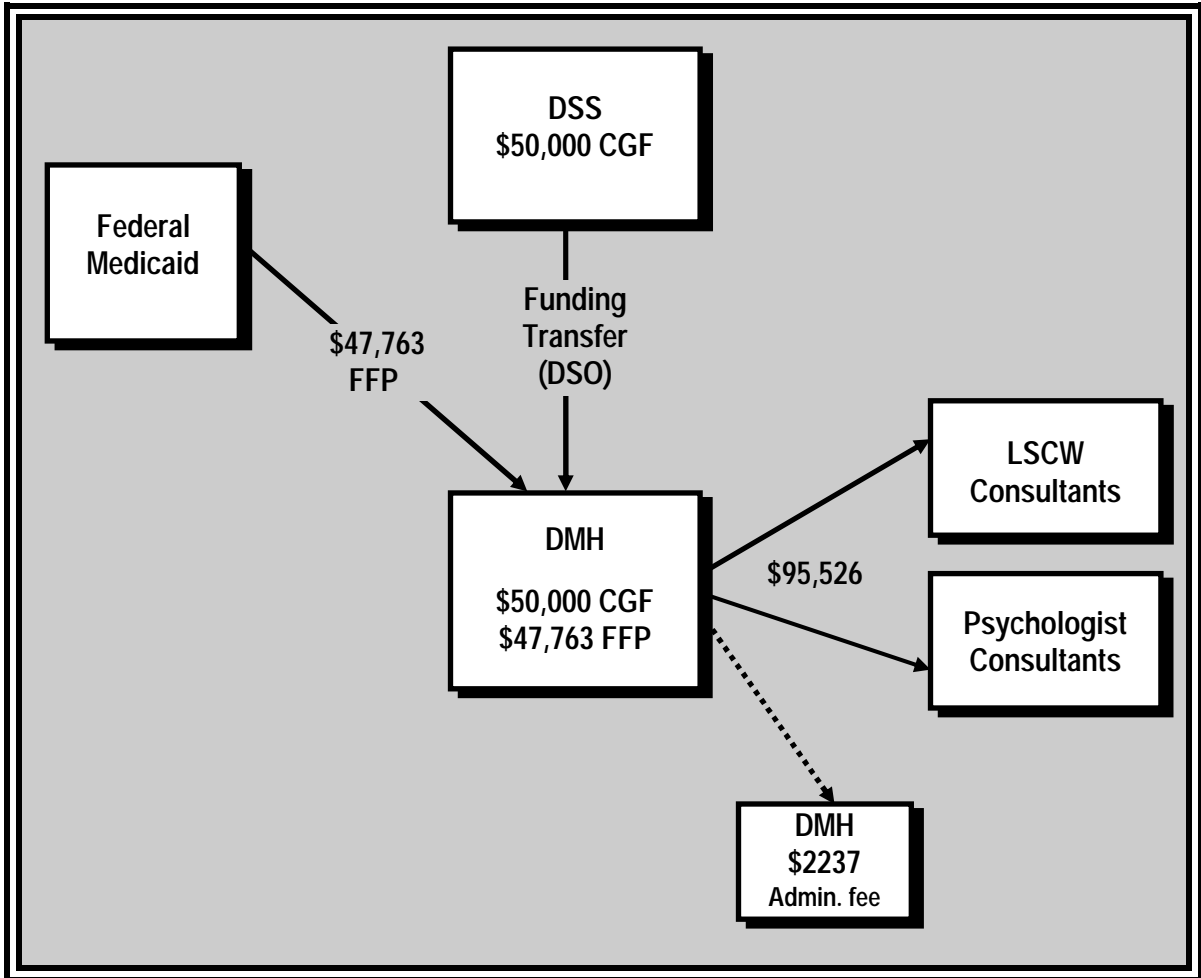 DSS
$50,000 CGF
Federal
Medicaid
Funding
Transfer
(DSO)
$47,763
FFP
DMH
$50,000 CGF
$47,763 FFP
LSCW
Consultants
$95,526
Psychologist
Consultants
DMH
$2237
Admin. fee